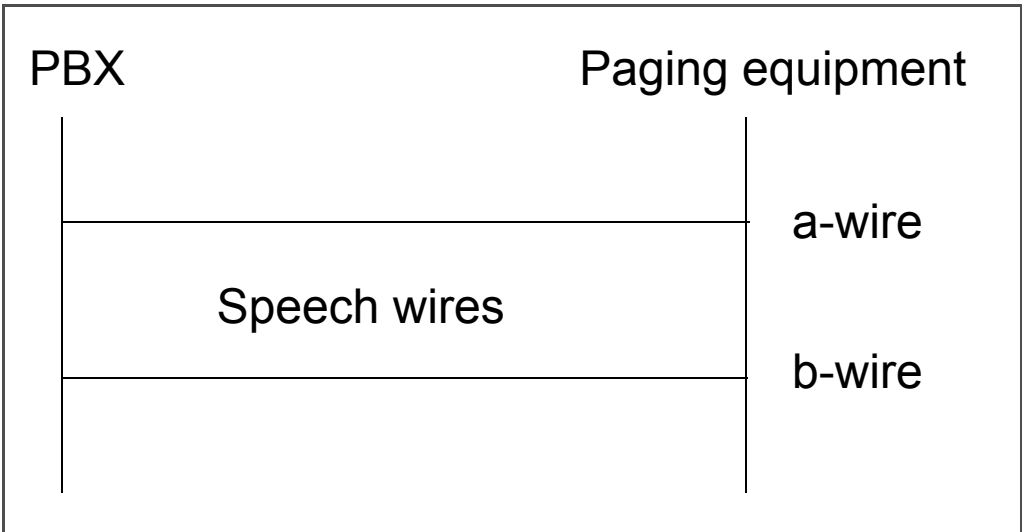 PBX
Paging equipment
a-wire
Speech wires
b-wire